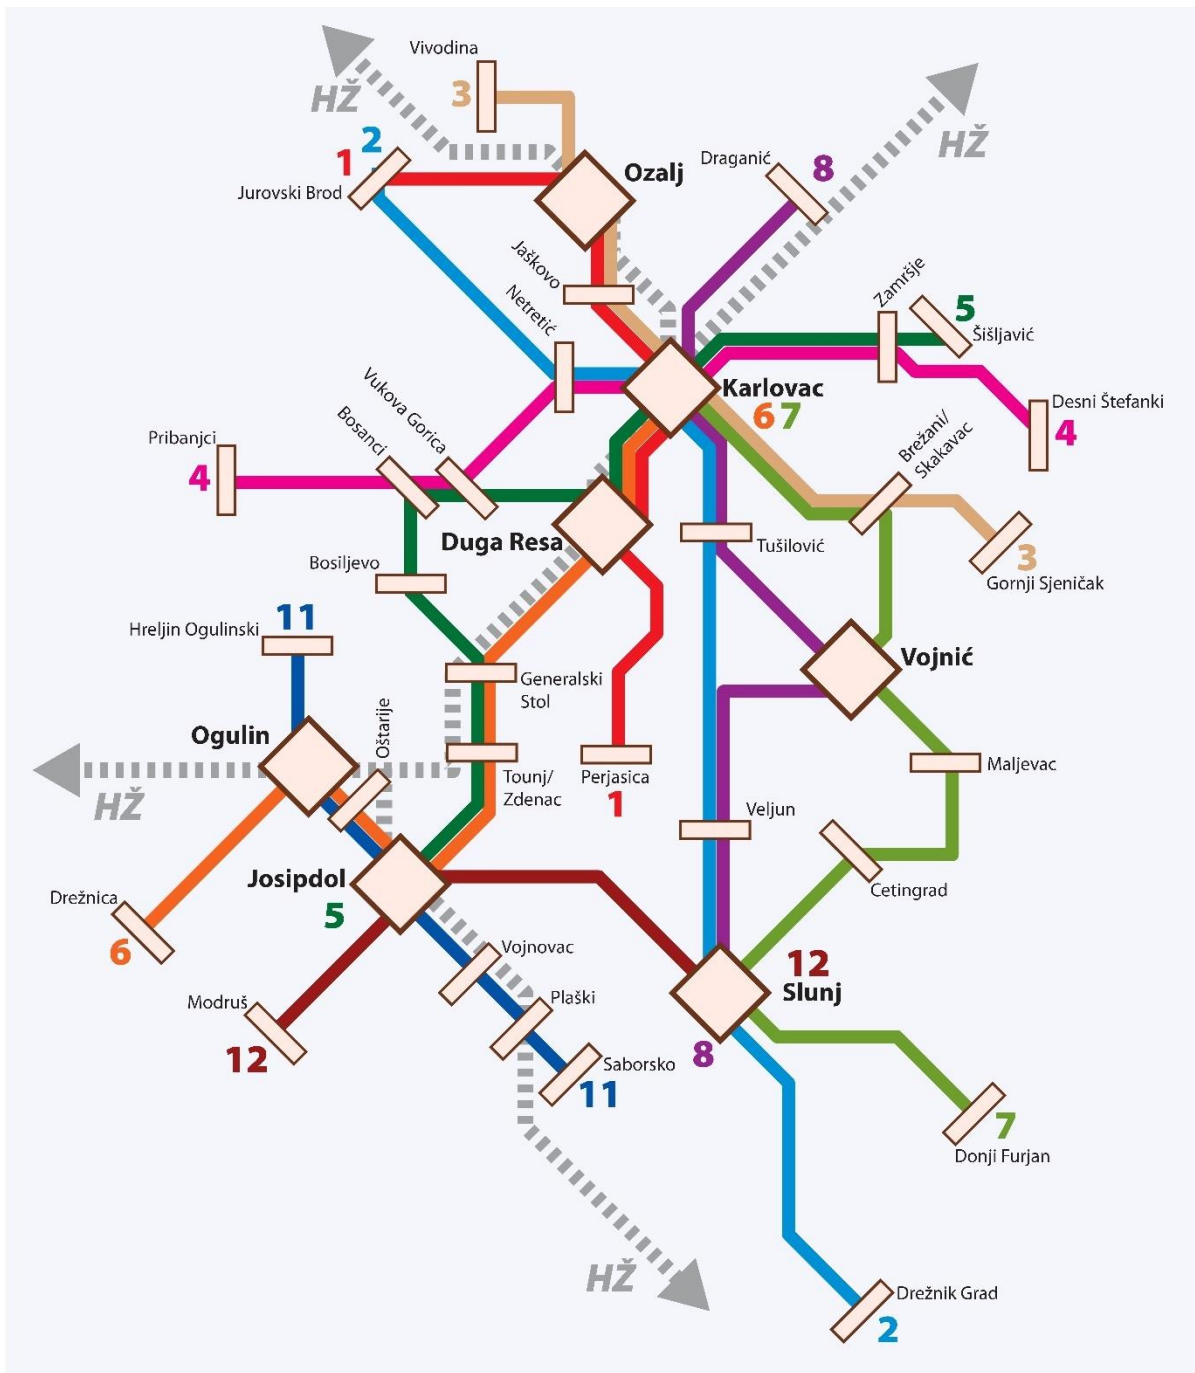 Vivodina
3
HŽ
HŽ
2
1
Jurovski Brod
Ozalj
Draganić
8
Jaškovo
Netretić
Zamršje
5
Šišljavić
Karlovac
6 7
Desni Štefanki
4
Vukova Gorica
Bosanci
Pribanjci
4
Brežani/
Skakavac
Duga Resa
Tušilović
3
Gornji Sjeničak
Bosiljevo
11
Hreljin Ogulinski
Vojnić
Generalski
Stol
Ogulin
Oštarije
HŽ
Tounj/
Zdenac
Perjasica
1
Maljevac
Veljun
Josipdol
5
Cetingrad
Drežnica
6
Vojnovac
12
Slunj
Modruš
12
Plaški
8
Saborsko
11
7
Donji Furjan
HŽ
Drežnik Grad
2